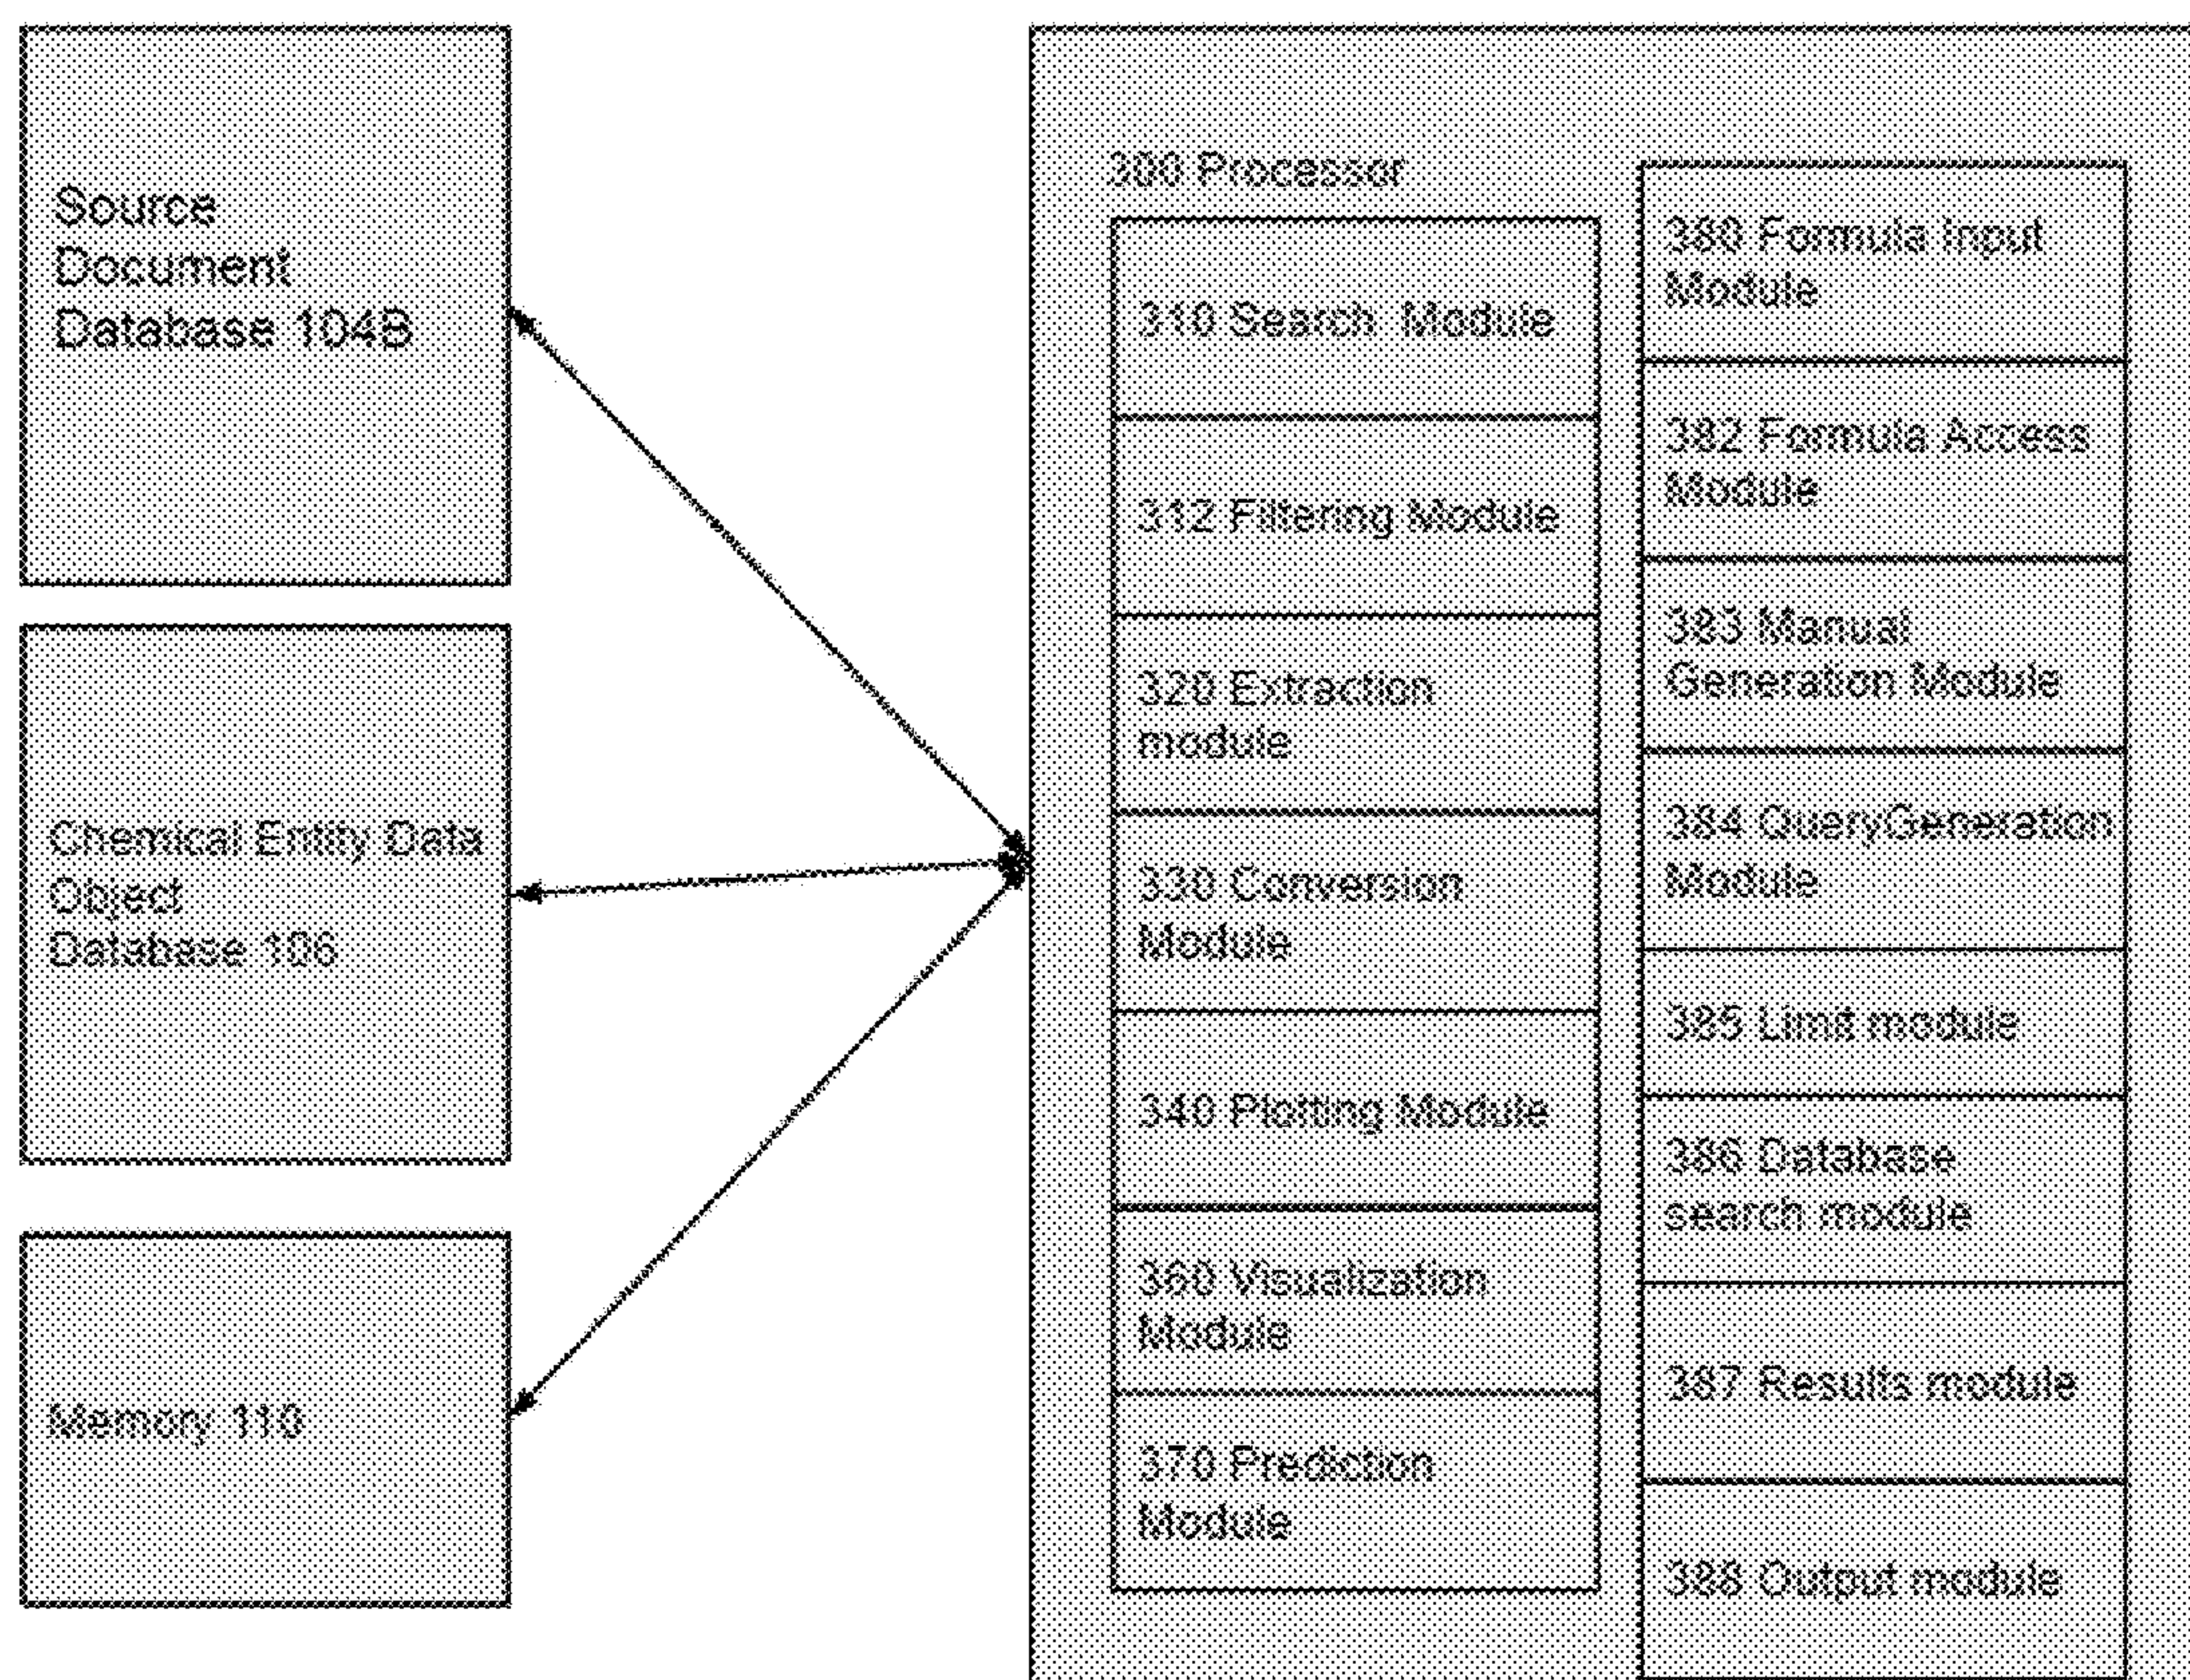 Source
Document
Database 104B
Chemical Entity Data
Object
Database 106
Memory 110
300 Processor
310 Search Module
312 Filtering Module
320 Extraction
module
330 Conversion
Module
340 Plotting Module
360 Visualization
Module
370 Prediction
Module
380 Formula Input
Module
382 Formula Access
Module
383 Manual
Generation Module
384 QueryGeneration
Module
385 Limit module
386 Database
search module
387 Results module
388 Output module